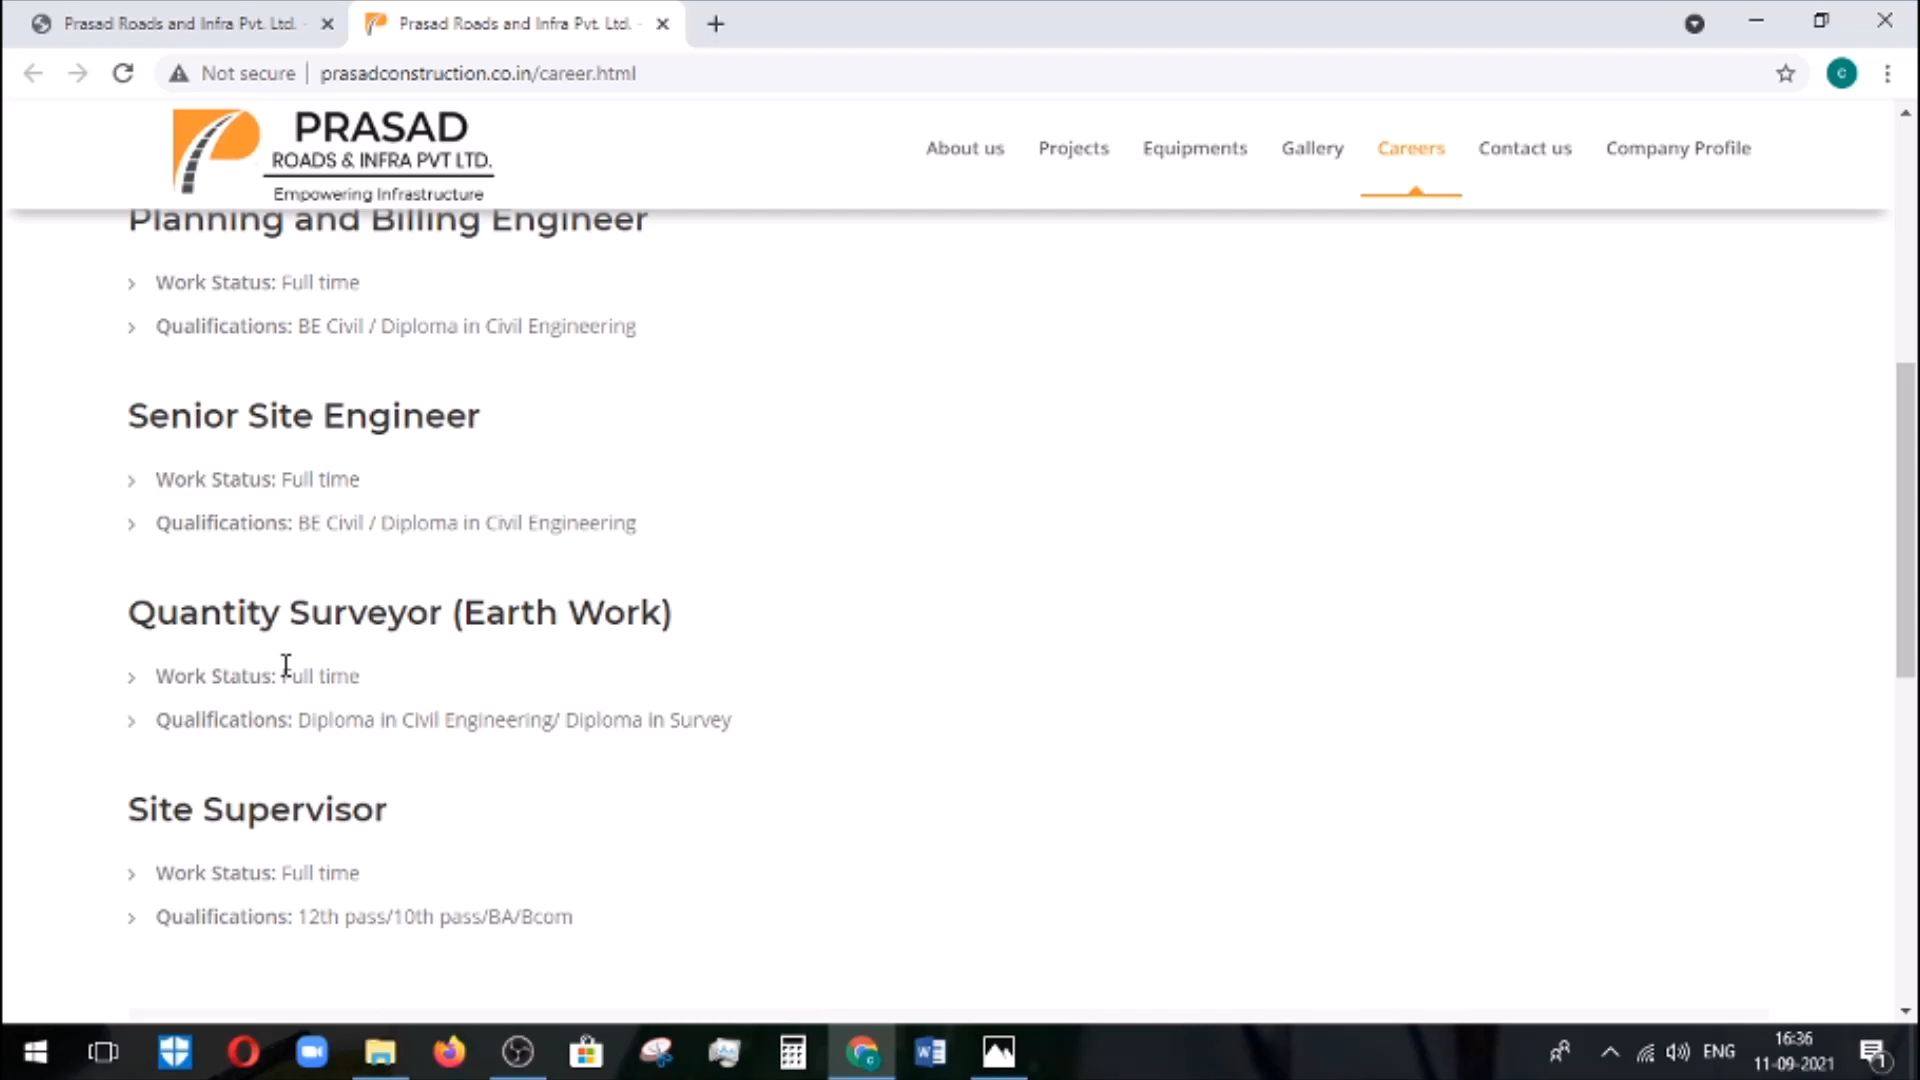 Prasad Roads and Infra Pvt. Ltd. -
Prasad Roads and Infra Pvt. Ltd. -
Not secure
prasadconstruction.co.in/career.html
C
PRASAD
ROADS & INFRA PVT LTD.
Empowering Infrastructure
About us
Projects
Equipments
Gallery
Careers
Contact us
Company Profile
Planning and Billing Engineer
Work Status: Full time
Qualifications: BE Civil / Diploma in Civil Engineering
Senior Site Engineer
Work Status: Full time
Qualifications: BE Civil / Diploma in Civil Engineering
Quantity Surveyor (Earth Work)
Work Status: Full time
Qualifications: Diploma in Civil Engineering/ Diploma in Survey
Site Supervisor
Work Status: Full time
Qualifications: 12th pass/10th pass/BA/Bcom
ENG
16:36
11-09-2021
1